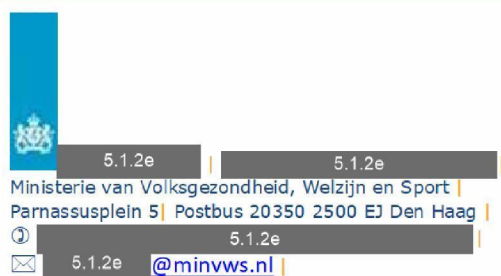 5.1.2e | 5.1.2e
Ministerie van Volksgezondheid, Welzijn en Sport |
Parnassusplein 5| Postbus 20350 2500 EJ Den Haag |
5.1.2e |
5.1.2e @minvws.nl |